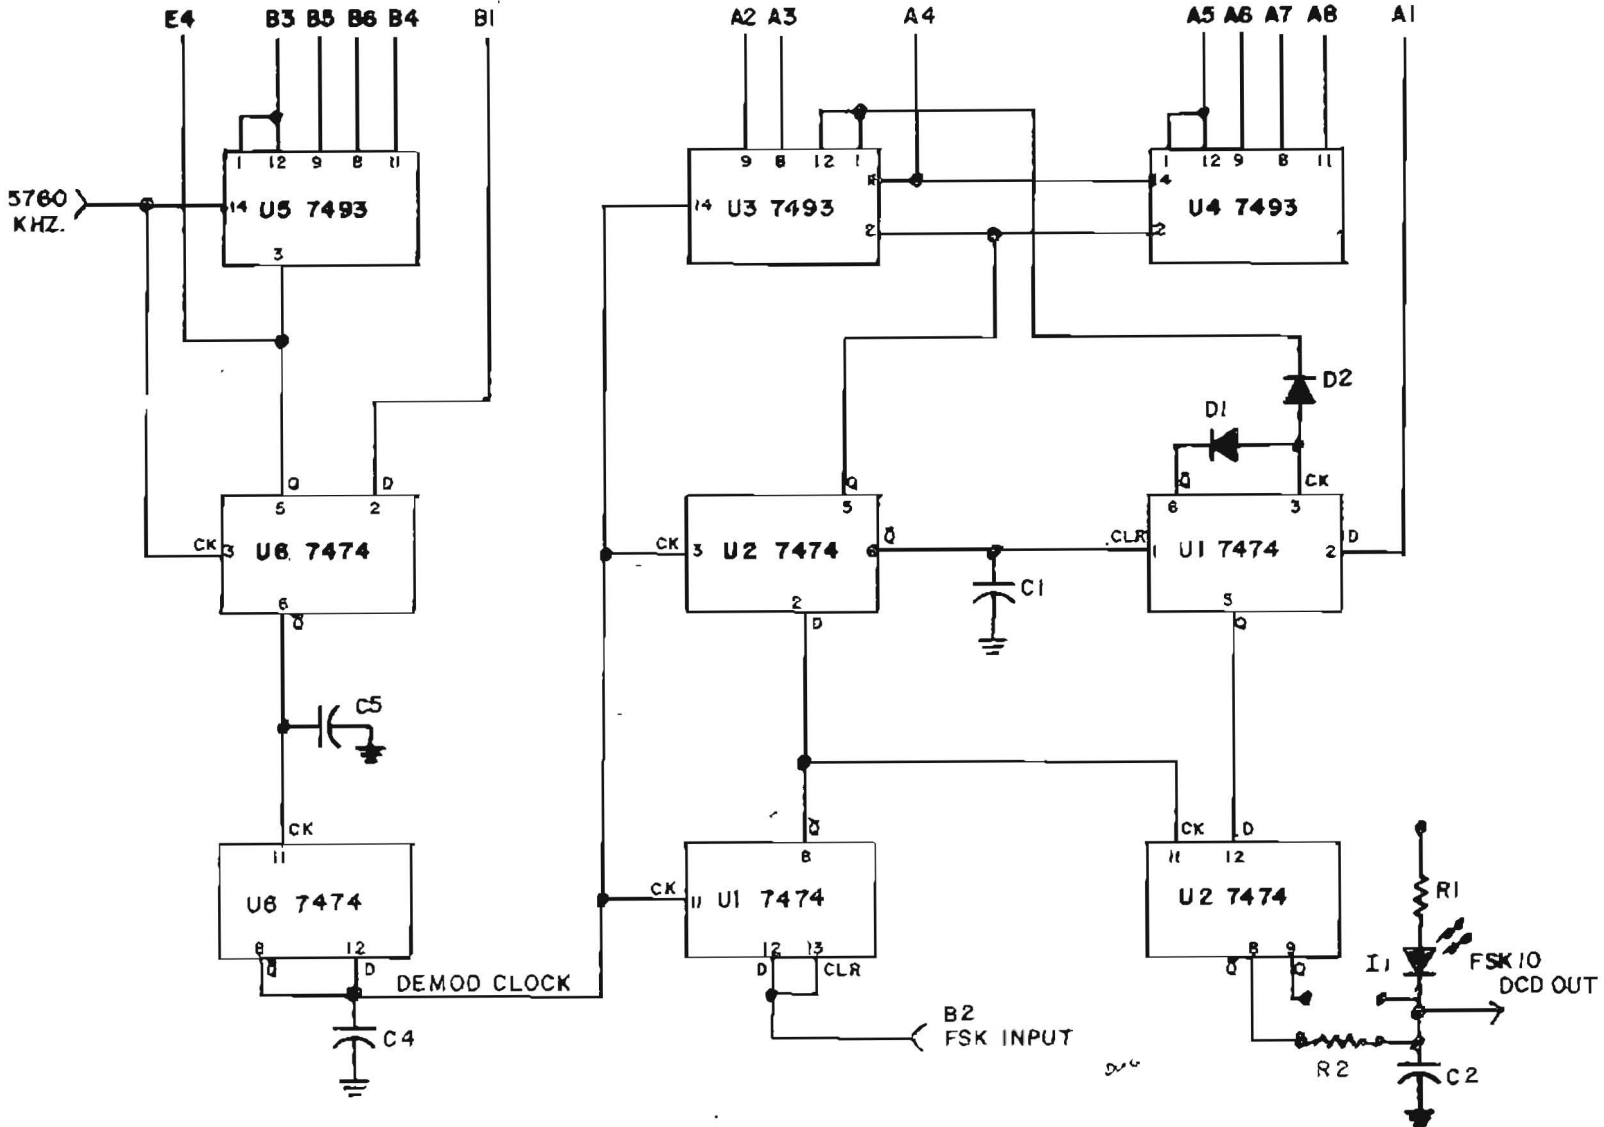 E4 B3 B5 B6 B4 B1 A2 A3 A4 A5 A6 A7 A8 A1
1 12 9 8 11
9 8 12 1
1 12 9 8 11
5760
KHZ.
14 U5 7493
3
14 U3 7493
2
4
U4 7493
2
D2
D1
Q D
5 2
CK 3 U6 7474
6
Q̅
Q
5
CK 3 U2 7474 6 Q̅
2
D
C1
Q̅ CK
6 3
CLR 1 U1 7474 2 D
5
Q
C5
CK
11
U6 7474
8 12
Q̅ D
DEMOD CLOCK
C4
Q̅
8
CK 11 U1 7474
12 13
D CLR
B2
FSK INPUT
CK D
11 12
U2 7474
8 9
Q̅ Q
R1
I1
FSK10
DCD OUT
R2
C2